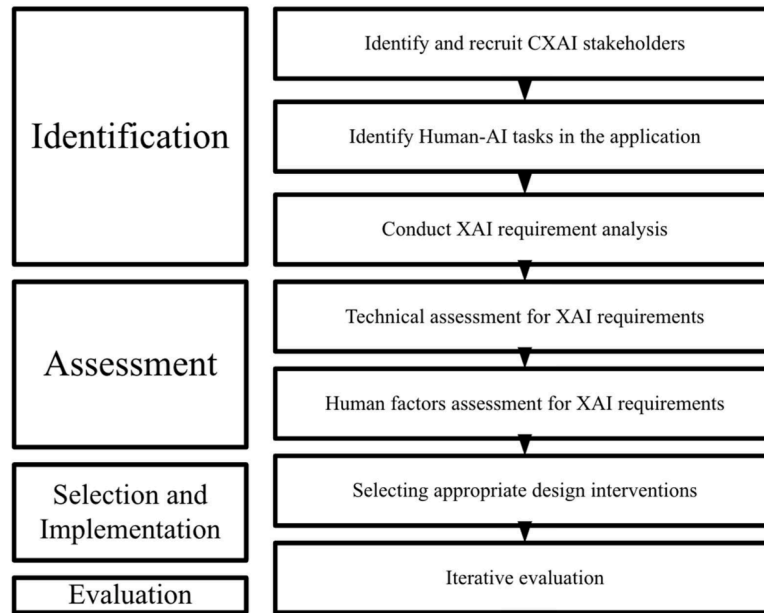 Identification
Identify and recruit CXAI stakeholders
Identify Human-AI tasks in the application
Conduct XAI requirement analysis
Assessment
Technical assessment for XAI requirements
Human factors assessment for XAI requirements
Selection and
Implementation
Selecting appropriate design interventions
Evaluation
Iterative evaluation